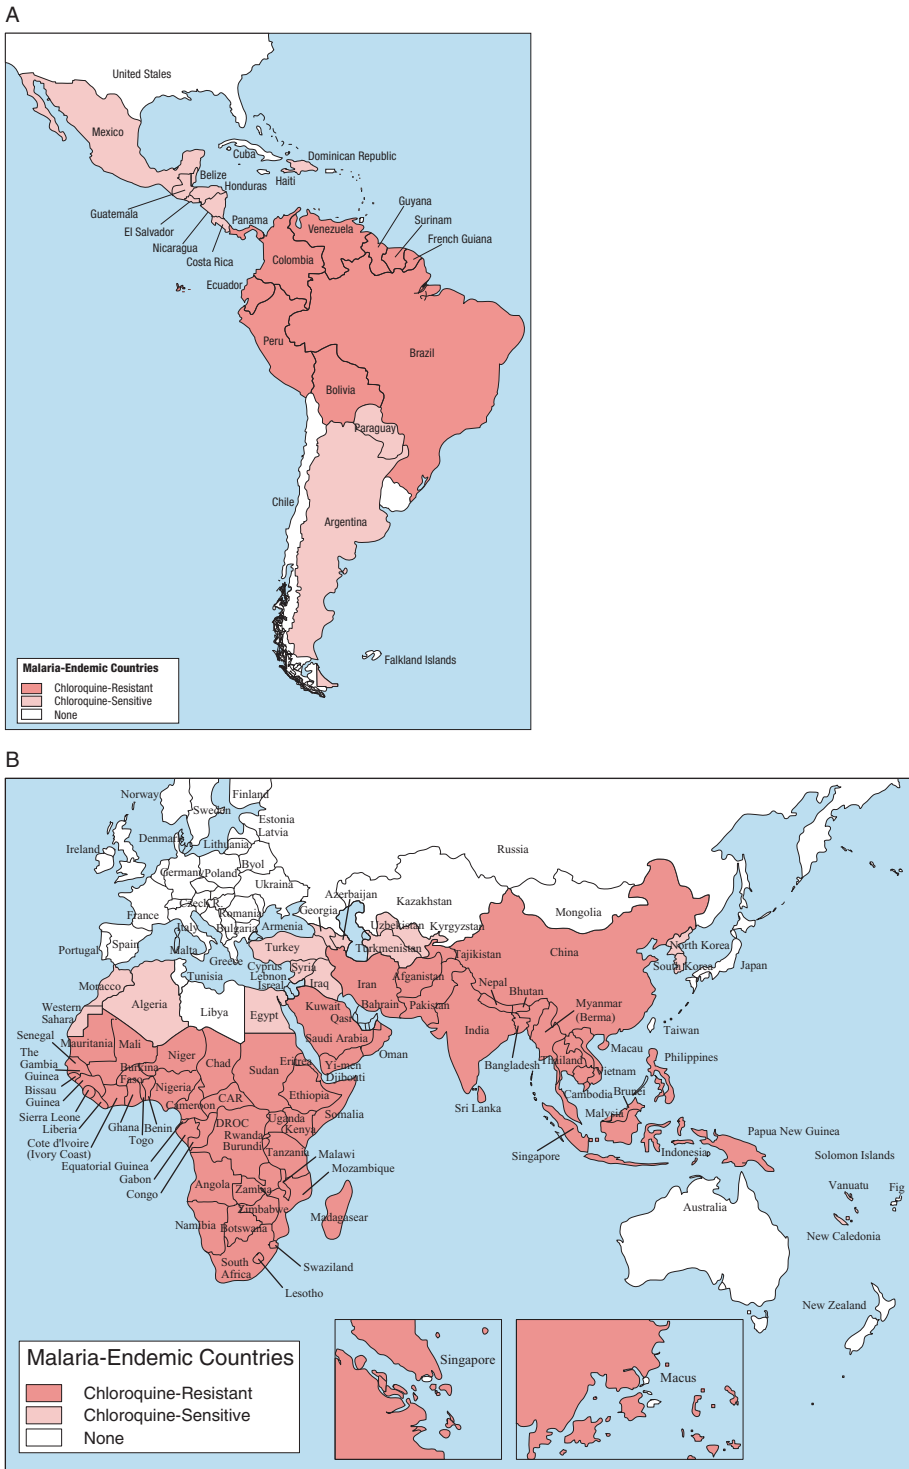 A
United States
Mexico
Cuba
Dominican Republic
Belize
Haiti
Honduras
Guatemala
El Salvador
Nicaragua
Costa Rica
Panama
Venezuela
Guyana
Surinam
French Guiana
Colombia
Ecuador
Peru
Brazil
Bolivia
Paraguay
Chile
Argentina
Falkland Islands
Malaria-Endemic Countries
Chloroquine-Resistant
Chloroquine-Sensitive
None
B
Norway
Finland
Sweden
Estonia
Latvia
Denmark
Lithuania
Ireland
Russia
Byol
Germany
Poland
Ukraina
Azerbaijan
Kazakhstan
CzechR.
Georgia
France
Romania
Mongolia
Italy
Bulgaria
Armenia
Uzbekistan
Kyrgyzstan
Portugal
Spain
Malta
Greece
Turkey
Turkmenistan
Tajikistan
China
North Korea
South Korea
Japan
Tunisia
Cyprus
Lebnon
Isreal
Syria
Iraq
Iran
Afganistan
Nepal
Bhutan
Morocco
Algeria
Libya
Egypt
Kuwait
Bahrain
Qasr
Pakistan
India
Myanmar
(Berma)
Western
Sahara
Saudi Arabia
Oman
Taiwan
Senegal
Mauritania
Mali
Niger
Chad
Sudan
Eritrea
Yi-men
Djibouti
Bangladesh
Thailand
Macau
Vietnam
Philippines
The
Gambia
Guinea
Bissau
Guinea
Burkina
Faso
Nigeria
Ethiopia
Somalia
Sri Lanka
Cambodia
Brunei
Malysia
Sierra Leone
Liberia
Cote d'Ivoire
(Ivory Coast)
Ghana
Togo
Benin
Cameroon
CAR
DROC
Uganda
Kenya
Rwanda
Burundi
Tanzania
Malawi
Mozambique
Singapore
Indonesia
Papua New Guinea
Solomon Islands
Equatorial Guinea
Gabon
Congo
Angola
Zambia
Zimbabwe
Madagasear
Vanuatu
Fig
Australia
New Caledonia
Namibia
Botswana
South
Africa
Swaziland
Lesotho
New Zealand
Malaria-Endemic Countries
Chloroquine-Resistant
Chloroquine-Sensitive
None
Singapore
Macus